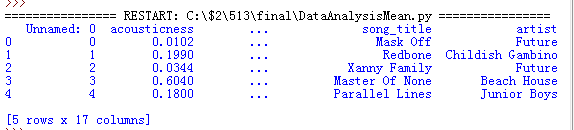 >>>
================ RESTART: C:\$2\513\final\DataAnalysisMean.py ================
Unnamed: 0 acousticness ... song_title artist
0 0 0.0102 ... Mask Off Future
1 1 0.1990 ... Redbone Childish Gambino
2 2 0.0344 ... Xanny Family Future
3 3 0.6040 ... Master Of None Beach House
4 4 0.1800 ... Parallel Lines Junior Boys
[5 rows x 17 columns]
>>>